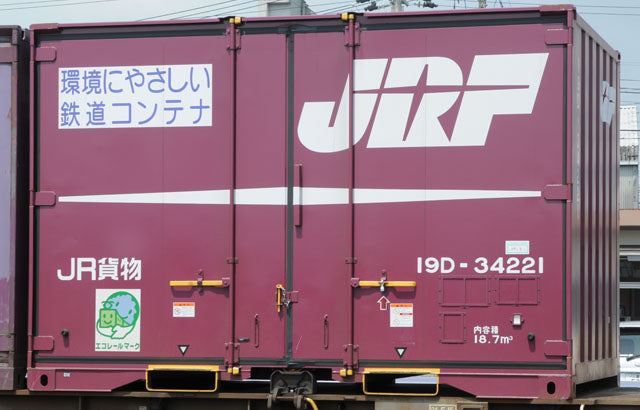 環境にやさしい
鉄道コンテナ
JRF
JR貨物
19D-34221
エコレールマーク
内容積
18.7m³